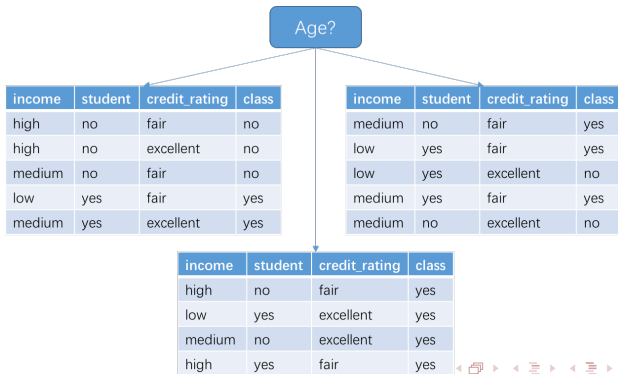 Age?
income student credit_rating class
high no fair no
high no excellent no
medium no fair no
low yes fair yes
medium yes excellent yes
income student credit_rating class
medium no fair yes
low yes fair yes
low yes excellent no
medium yes fair yes
medium no excellent no
income student credit_rating class
high no fair yes
low yes excellent yes
medium no excellent yes
high yes fair yes